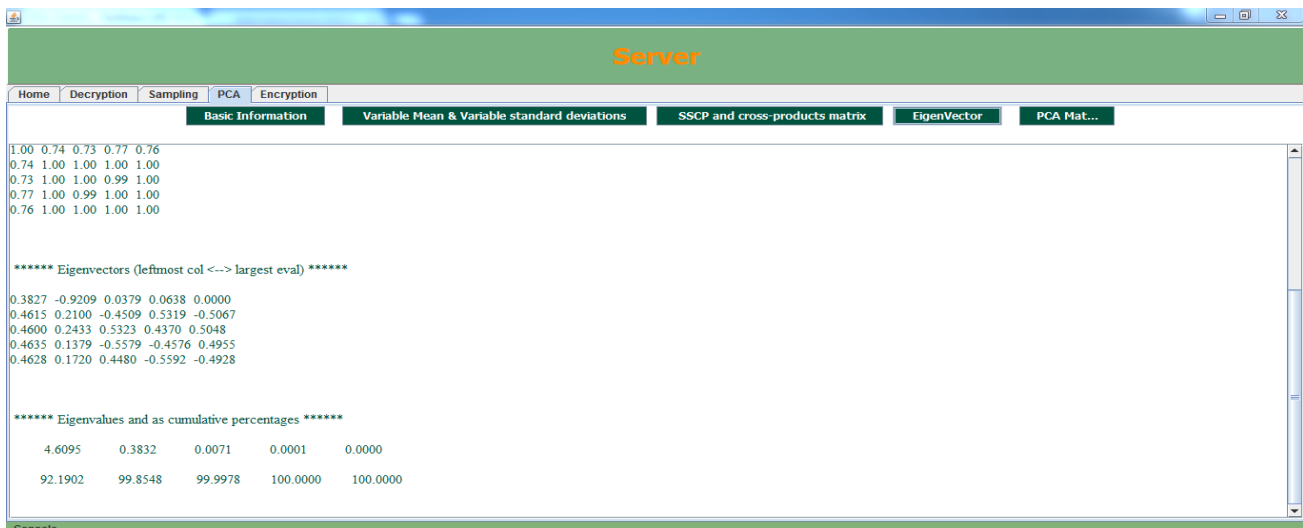 Server
Home Decryption Sampling PCA Encryption
Basic Information Variable Mean & Variable standard deviations SSCP and cross-products matrix EigenVector PCA Mat...
1.00 0.74 0.73 0.77 0.76
0.74 1.00 1.00 1.00 1.00
0.73 1.00 1.00 0.99 1.00
0.77 1.00 0.99 1.00 1.00
0.76 1.00 1.00 1.00 1.00
****** Eigenvectors (leftmost col <--> largest eval) ******
0.3827 -0.9209 0.0379 0.0638 0.0000
0.4615 0.2100 -0.4509 0.5319 -0.5067
0.4600 0.2433 0.5323 0.4370 0.5048
0.4635 0.1379 -0.5579 -0.4576 0.4955
0.4628 0.1720 0.4480 -0.5592 -0.4928
****** Eigenvalues and as cumulative percentages ******
4.6095 0.3832 0.0071 0.0001 0.0000
92.1902 99.8548 99.9978 100.0000 100.0000
Console